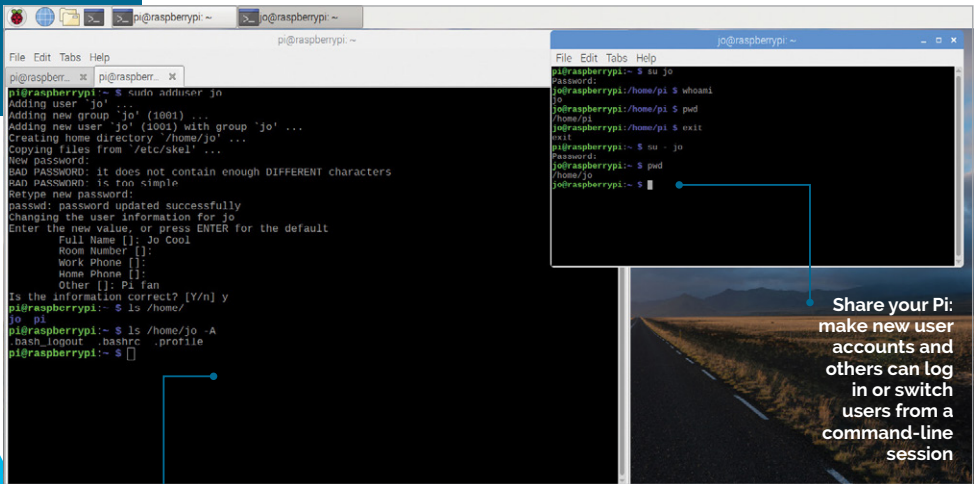 pi@raspberrypi: ~
jo@raspberrypi: ~
pi@raspberrypi: ~
File Edit Tabs Help
pi@raspberr... × pi@raspberr... ×
pi@raspberrypi:~ $ sudo adduser jo
Adding user `jo' ...
Adding new group `jo' (1001) ...
Adding new user `jo' (1001) with group `jo' ...
Creating home directory `/home/jo' ...
Copying files from `/etc/skel' ...
New password:
BAD PASSWORD: it does not contain enough DIFFERENT characters
BAD PASSWORD: is too simple
Retype new password:
passwd: password updated successfully
Changing the user information for jo
Enter the new value, or press ENTER for the default
Full Name []: Jo Cool
Room Number []:
Work Phone []:
Home Phone []:
Other []: Pi fan
Is the information correct? [Y/n] y
pi@raspberrypi:~ $ ls /home/
jo pi
pi@raspberrypi:~ $ ls /home/jo -A
.bash_logout .bashrc .profile
pi@raspberrypi:~ $
jo@raspberrypi: ~
File Edit Tabs Help
pi@raspberrypi:~ $ su jo
Password:
jo@raspberrypi:/home/pi $ whoami
jo
jo@raspberrypi:/home/pi $ pwd
/home/pi
jo@raspberrypi:/home/pi $ exit
exit
pi@raspberrypi:~ $ su - jo
Password:
jo@raspberrypi:~ $ pwd
/home/jo
jo@raspberrypi:~ $
Share your Pi:
make new user
accounts and
others can log
in or switch
users from a
command-line
session